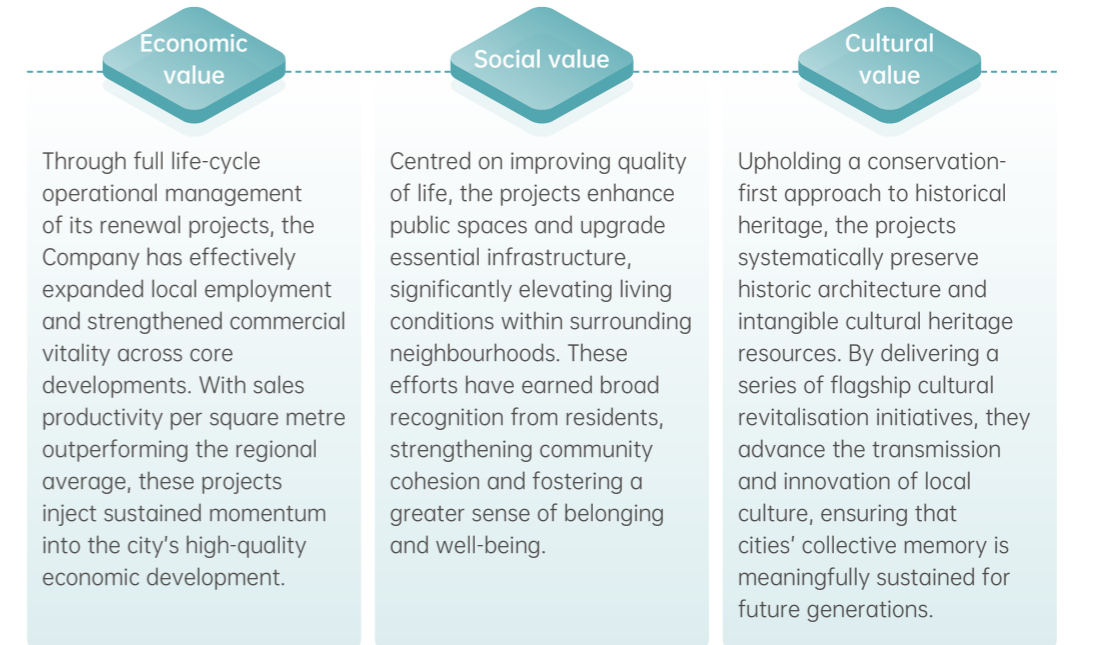 Economic
value
Through full life-cycle
operational management
of its renewal projects, the
Company has effectively
expanded local employment
and strengthened commercial
vitality across core
developments. With sales
productivity per square metre
outperforming the regional
average, these projects
inject sustained momentum
into the city's high-quality
economic development.
Social value
Centred on improving quality
of life, the projects enhance
public spaces and upgrade
essential infrastructure,
significantly elevating living
conditions within surrounding
neighbourhoods. These
efforts have earned broad
recognition from residents,
strengthening community
cohesion and fostering a
greater sense of belonging
and well-being.
Cultural
value
Upholding a conservation-
first approach to historical
heritage, the projects
systematically preserve
historic architecture and
intangible cultural heritage
resources. By delivering a
series of flagship cultural
revitalisation initiatives, they
advance the transmission
and innovation of local
culture, ensuring that
cities' collective memory is
meaningfully sustained for
future generations.